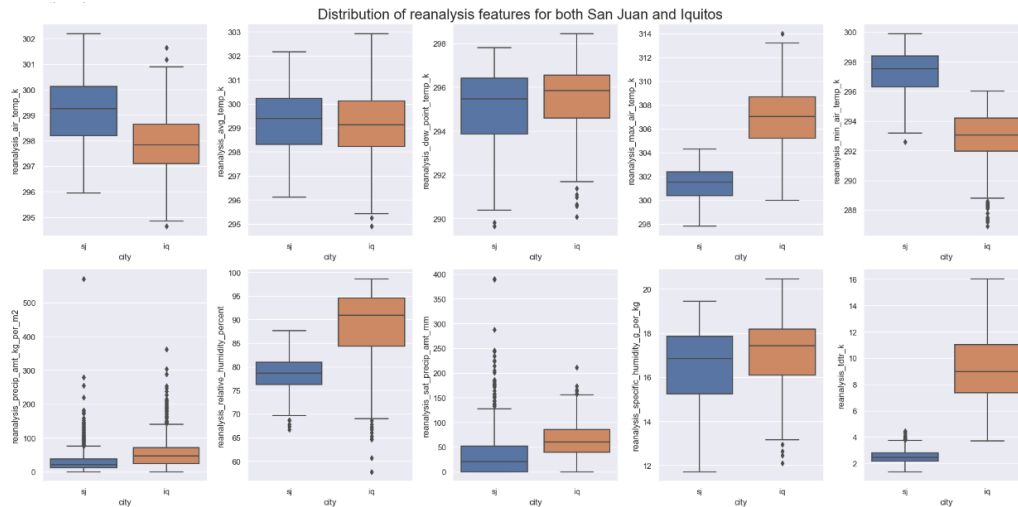 Distribution of reanalysis features for both San Juan and Iquitos
reanalysis_air_temp_k
302
301
300
299
298
297
296
295
sj
iq
city
reanalysis_avg_temp_k
303
302
301
300
299
298
297
296
295
sj
iq
city
reanalysis_dew_point_temp_k
298
296
294
292
290
sj
iq
city
reanalysis_max_air_temp_k
314
312
310
308
306
304
302
300
298
sj
iq
city
reanalysis_min_air_temp_k
300
298
296
294
292
290
288
sj
iq
city
reanalysis_precip_amt_kg_per_m2
500
400
300
200
100
0
sj
iq
city
reanalysis_relative_humidity_percent
100
95
90
85
80
75
70
65
60
sj
iq
city
reanalysis_sat_precip_amt_mm
400
350
300
250
200
150
100
50
0
sj
iq
city
reanalysis_specific_humidity_g_per_kg
20
18
16
14
12
sj
iq
city
reanalysis_tdtr_k
16
14
12
10
8
6
4
2
sj
iq
city